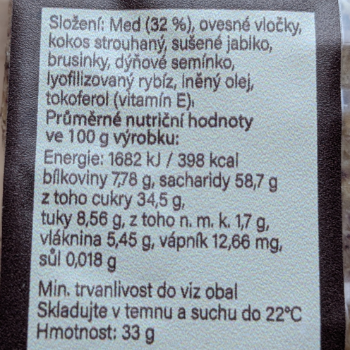 Složení: Med (32 %), ovesné vločky,
kokos strouhaný, sušené jablko,
brusinky, dýňové semínko,
lyofilizovaný rybíz, lněný olej,
tokoferol (vitamín E).
Průměrné nutriční hodnoty
ve 100 g výrobku:
Energie: 1682 kJ / 398 kcal
bílkoviny 7,78 g, sacharidy 58,7 g
z toho cukry 34,5 g,
tuky 8,56 g, z toho n. m. k. 1,7 g,
vláknina 5,45 g, vápník 12,66 mg,
sůl 0,018 g
Min. trvanlivost do viz obal
Skladujte v temnu a suchu do 22°C
Hmotnost: 33 g